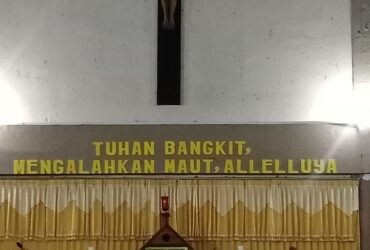 TUHAN BANGKIT,
MENGALAHKAN MAUT, ALLELLUYA